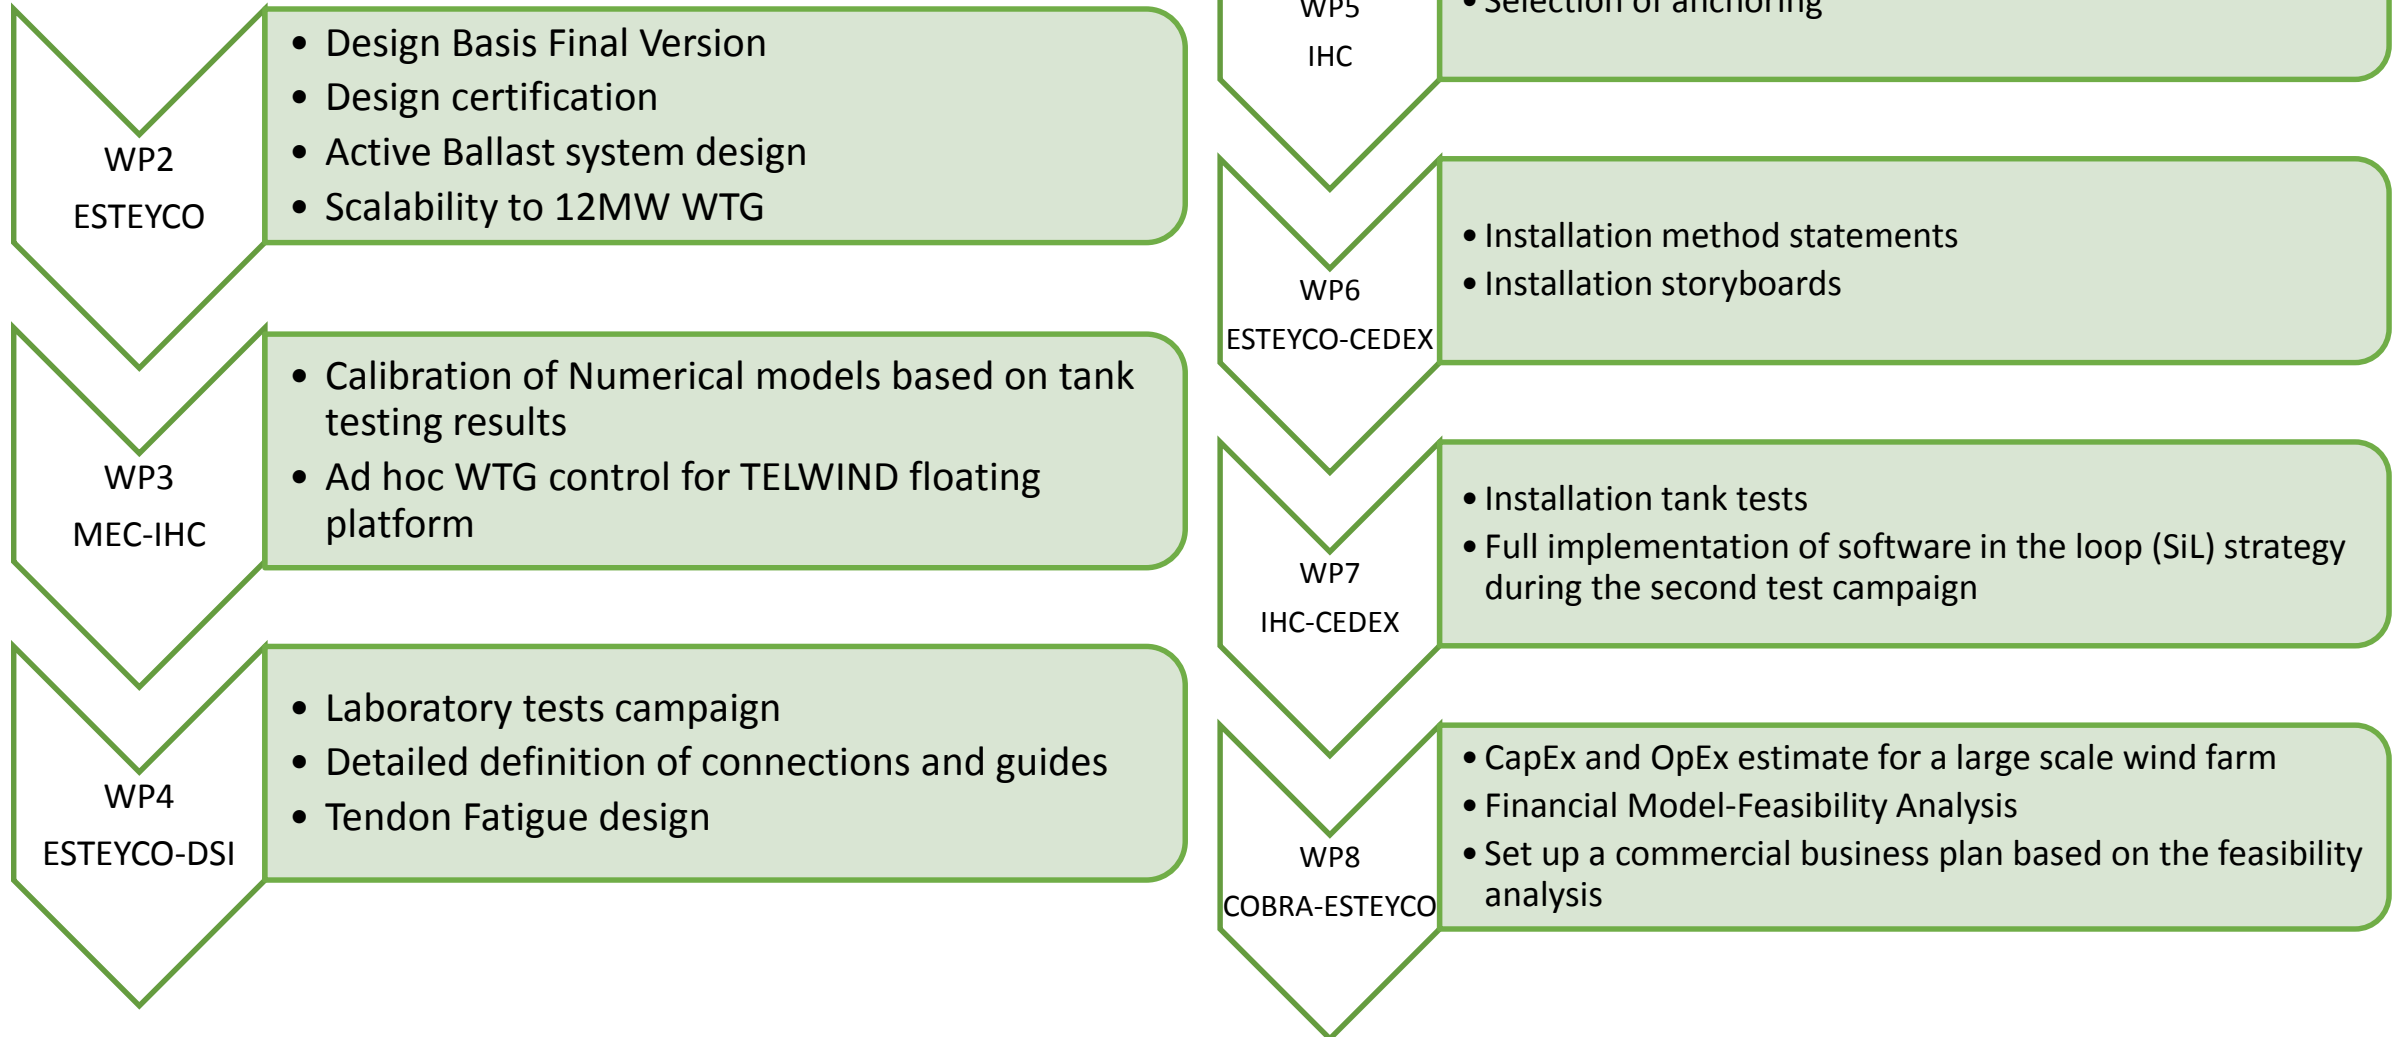 WP2
ESTEYCO
• Design Basis Final Version
• Design certification
• Active Ballast system design
• Scalability to 12MW WTG
WP3
MEC-IHC
• Calibration of Numerical models based on tank
testing results
• Ad hoc WTG control for TELWIND floating
platform
WP4
ESTEYCO-DSI
• Laboratory tests campaign
• Detailed definition of connections and guides
• Tendon Fatigue design
WP5
IHC
• Selection of anchoring
WP6
ESTEYCO-CEDEX
• Installation method statements
• Installation storyboards
WP7
IHC-CEDEX
• Installation tank tests
• Full implementation of software in the loop (SiL) strategy
during the second test campaign
WP8
COBRA-ESTEYCO
• CapEx and OpEx estimate for a large scale wind farm
• Financial Model-Feasibility Analysis
• Set up a commercial business plan based on the feasibility
analysis